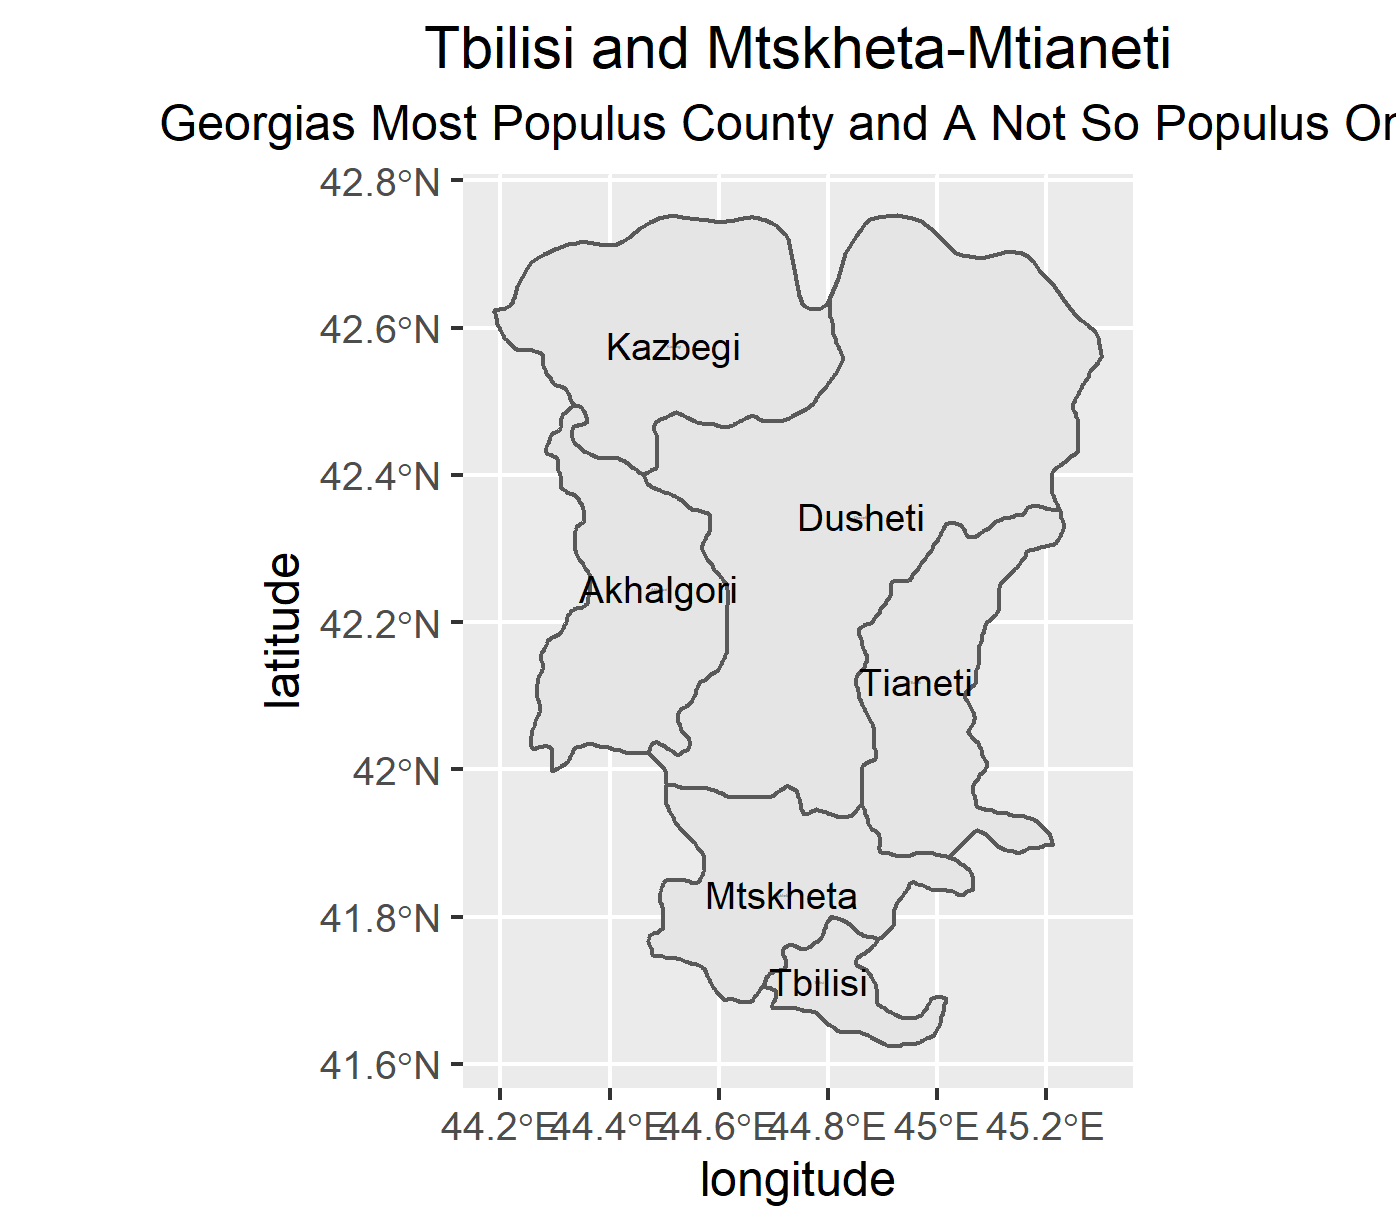 Tbilisi and Mtskheta-Mtianeti
Georgias Most Populus County and A Not So Populus
42.8°N
42.6°N
42.4°N
42.2°N
42°N
41.8°N
41.6°N
latitude
Kazbegi
Dusheti
Akhalgori
Tianeti
Mtskheta
Tbilisi
44.2°E 44.4°E 44.6°E 44.8°E 45°E 45.2°E
longitude